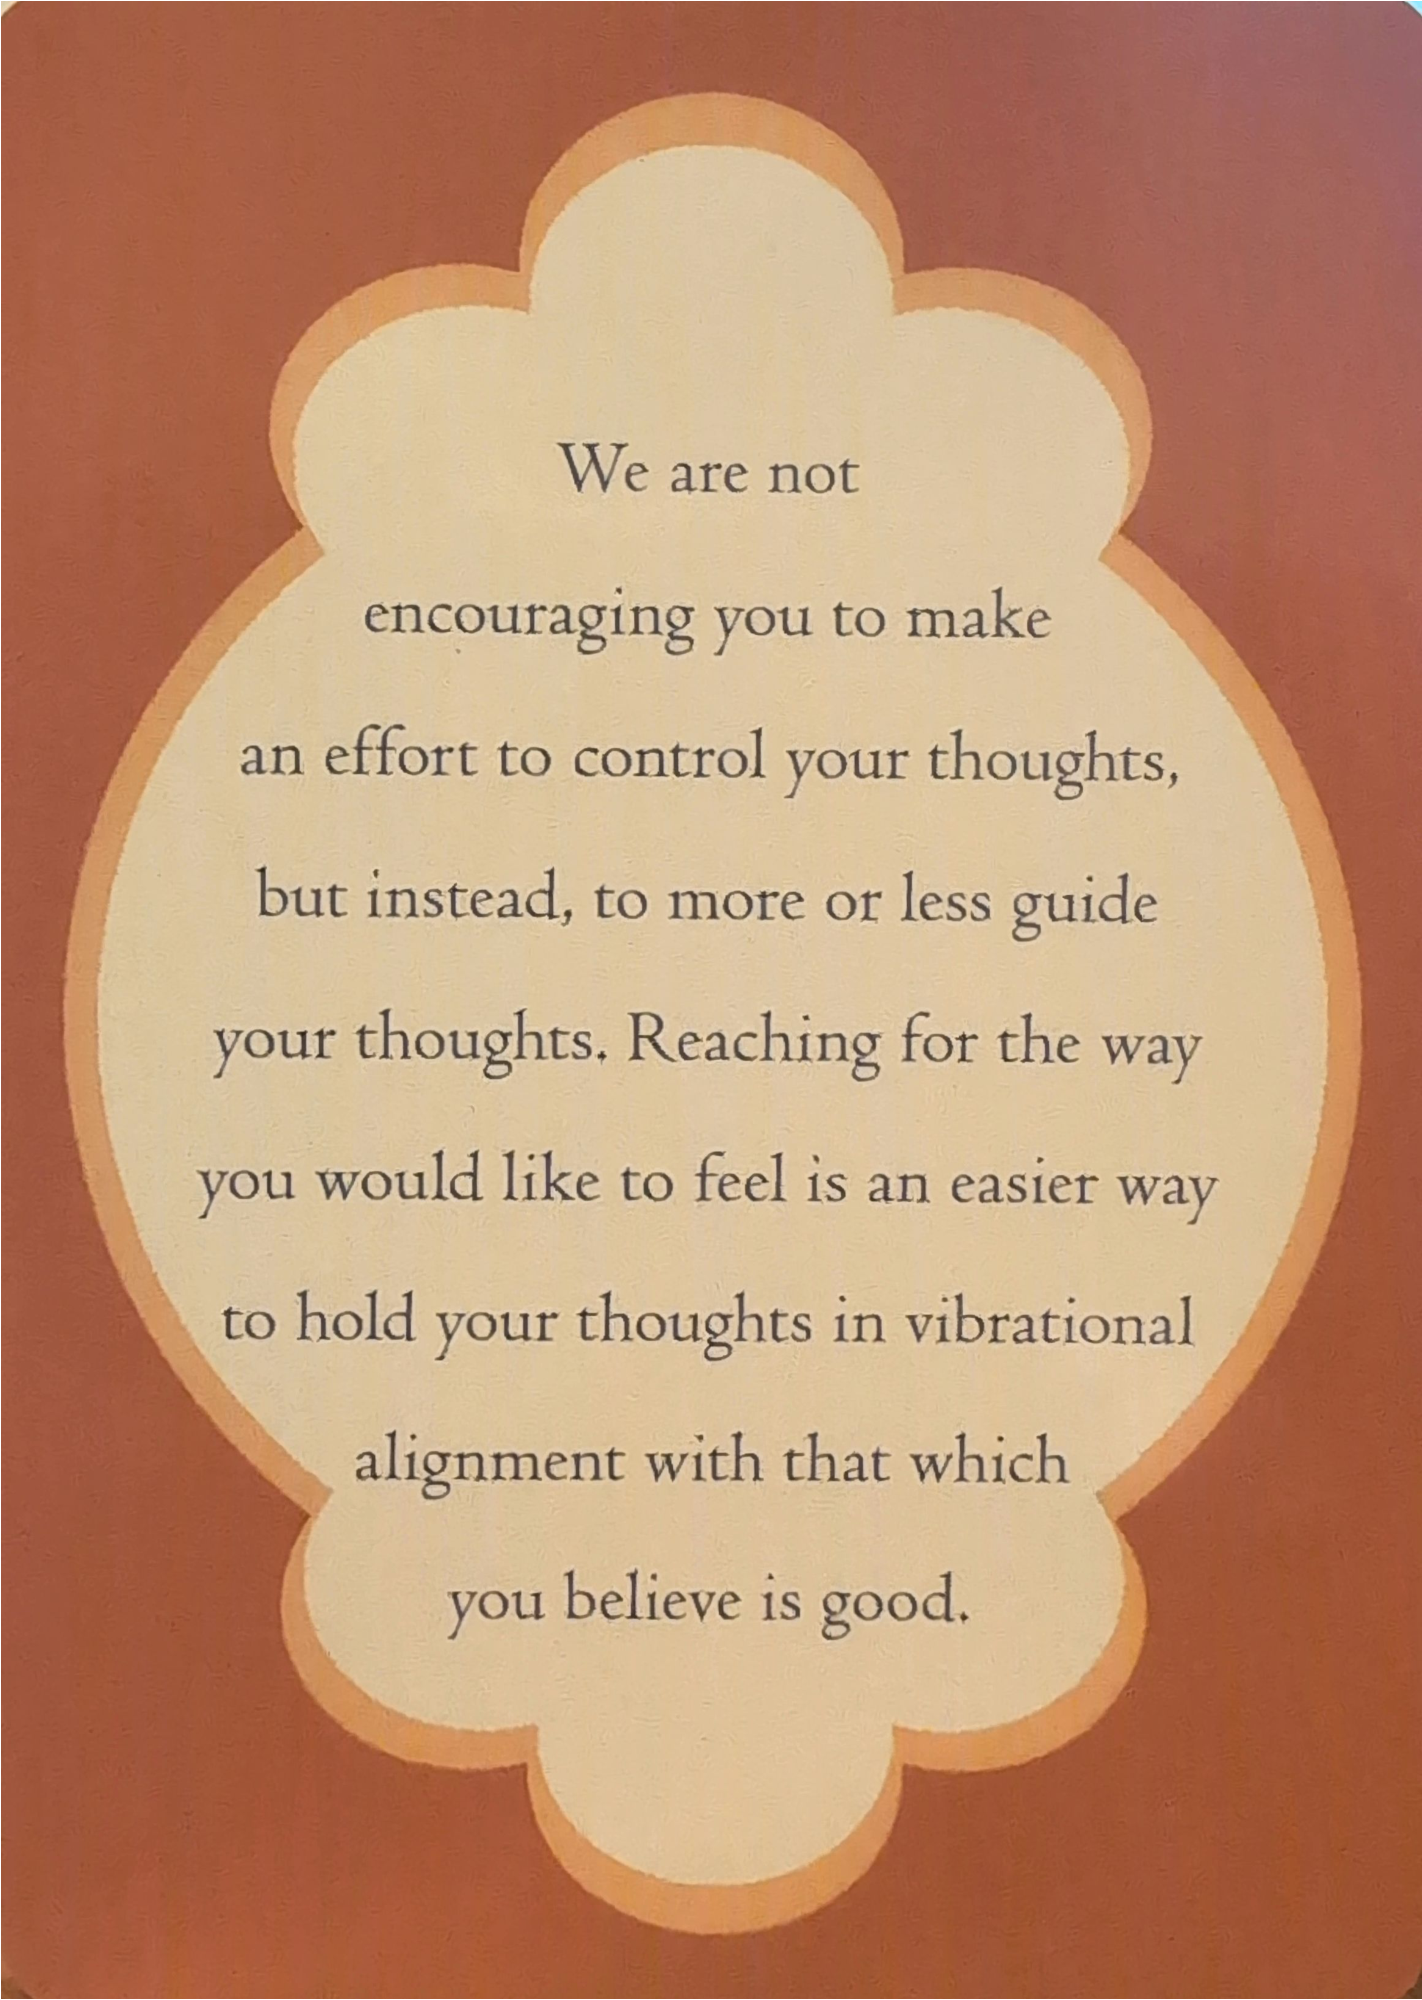 We are not
encouraging you to make
an effort to control your thoughts,
but instead, to more or less guide
your thoughts. Reaching for the way
you would like to feel is an easier way
to hold your thoughts in vibrational
alignment with that which
you believe is good.